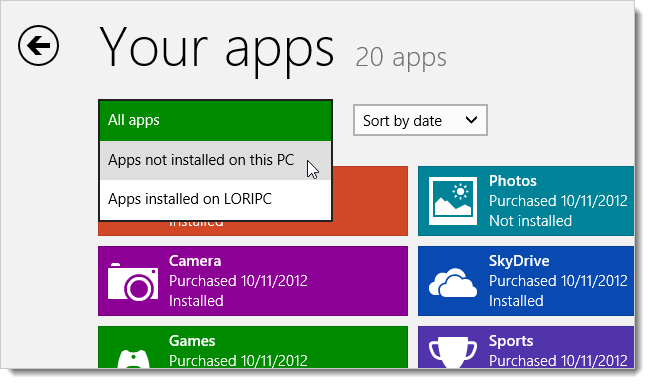 Your apps 20 apps
All apps
Sort by date
Apps not installed on this PC
Apps installed on LORIPC
Installed
Photos
Purchased 10/11/2012
Not installed
Camera
Purchased 10/11/2012
Installed
SkyDrive
Purchased 10/11/2012
Installed
Games
Purchased 10/11/2012
Sports
Purchased 10/11/2012